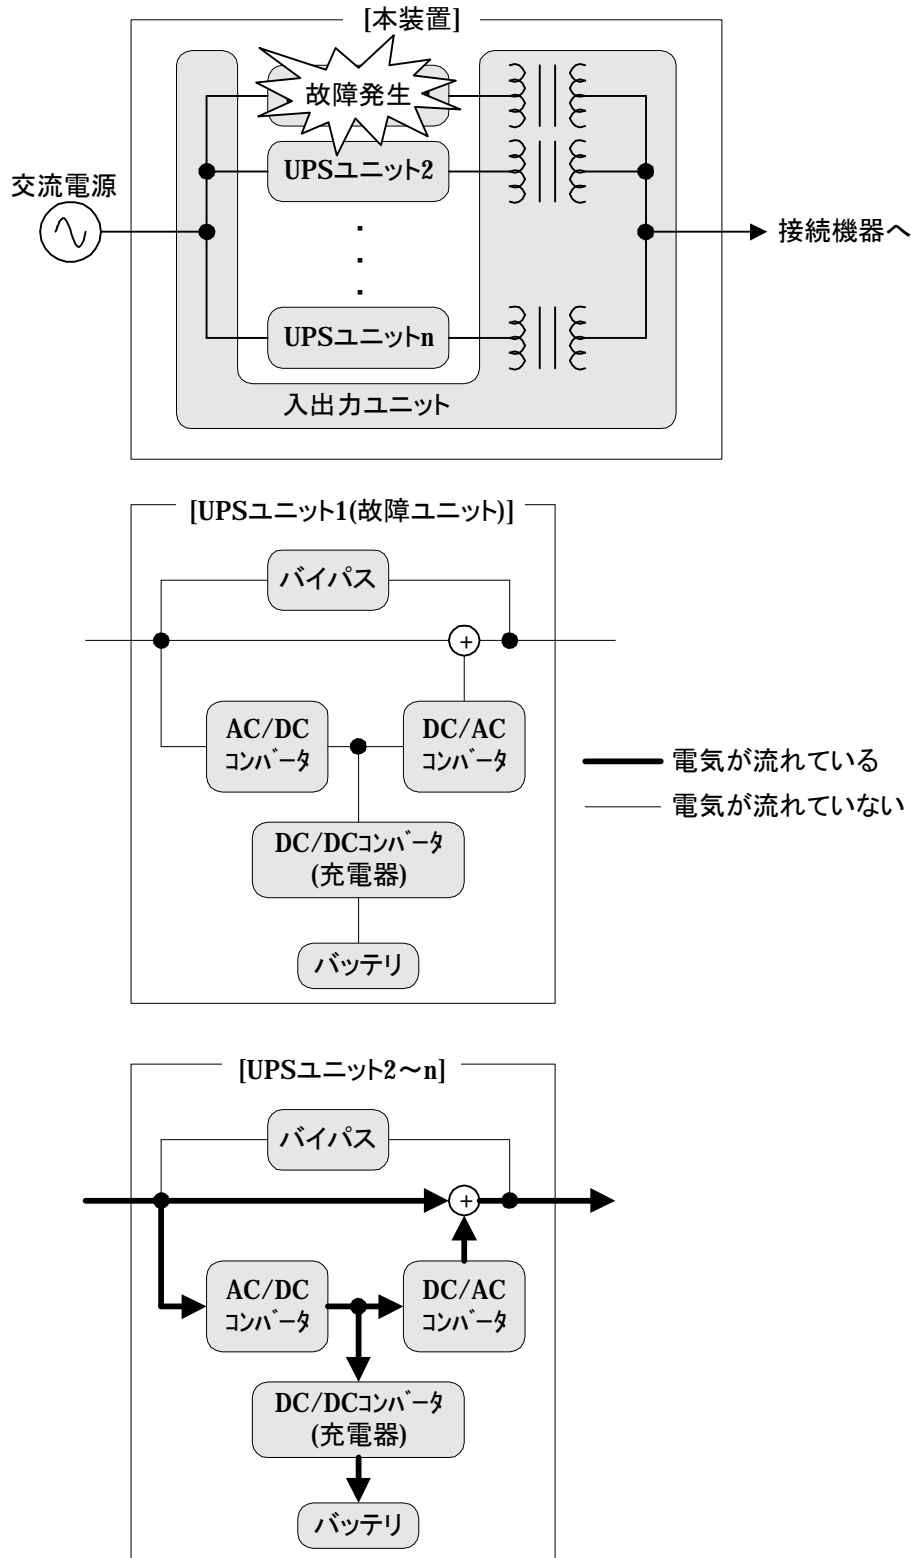 [本装置]
故障発生
UPSユニット2
交流電源
・
・
・
接続機器へ
UPSユニットn
入出力ユニット
[UPSユニット1(故障ユニット)]
バイパス
+
AC/DC
コンバータ
DC/AC
コンバータ
電気が流れている
電気が流れていない
DC/DCコンバータ
(充電器)
バッテリ
[UPSユニット2～n]
バイパス
+
AC/DC
コンバータ
DC/AC
コンバータ
DC/DCコンバータ
(充電器)
バッテリ